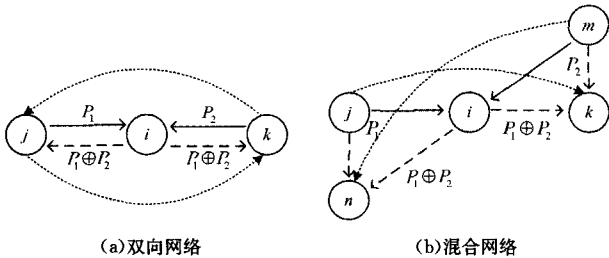 m
P₂
P₁ P₂
j i k
P₁⊕P₂ P₁⊕P₂
j i k
P₁ P₁⊕P₂
P₁⊕P₂
n
(a)双向网络 (b)混合网络